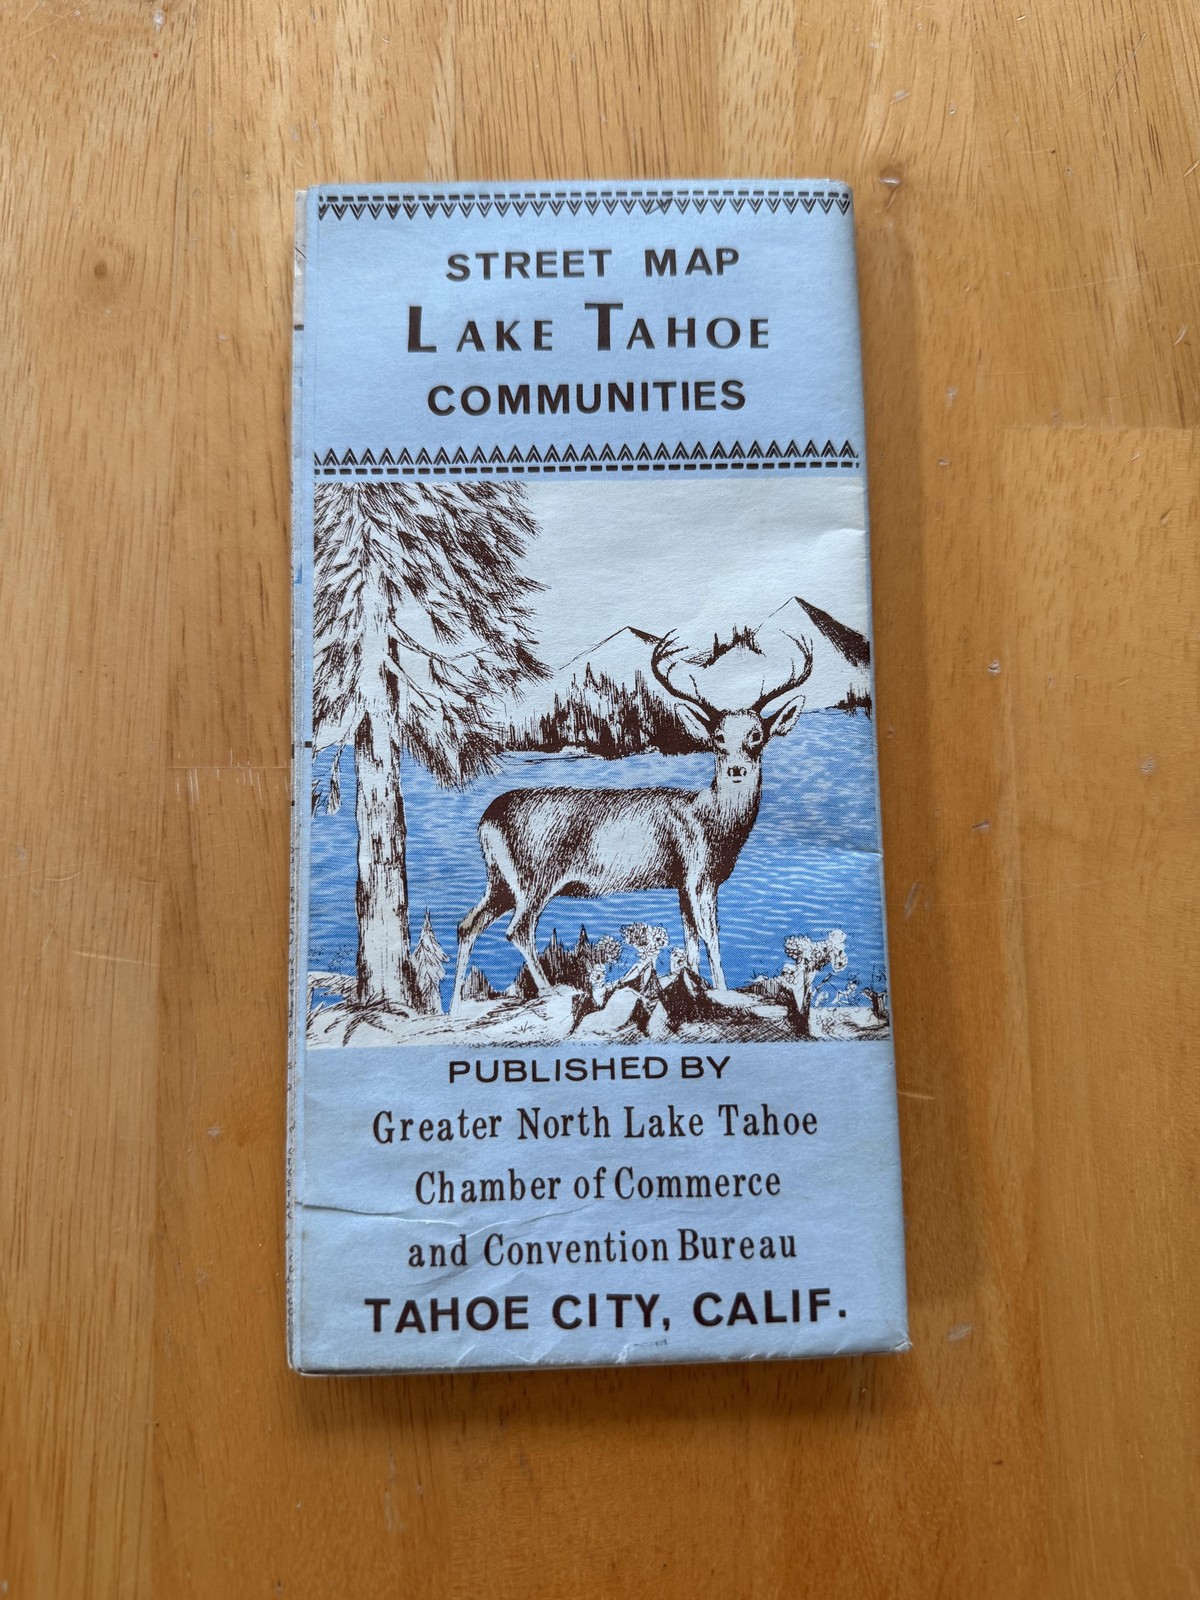 STREET MAP
LAKE TAHOE
COMMUNITIES
PUBLISHED BY
Greater North Lake Tahoe
Chamber of Commerce
and Convention Bureau
TAHOE CITY, CALIF.